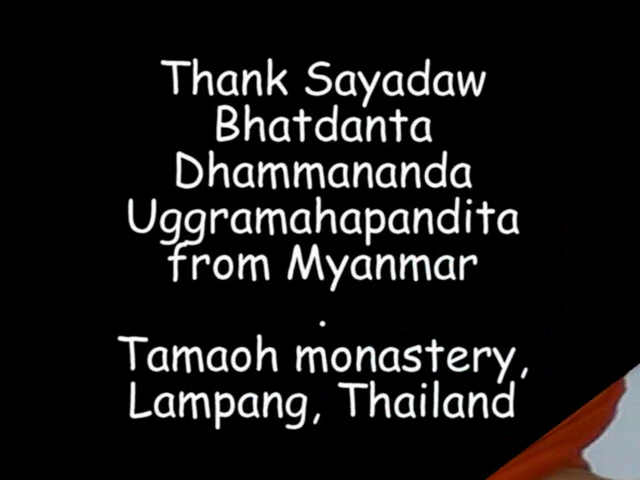 Thank Sayadaw
Bhatdanta
Dhammananda
Uggramahapandita
from Myanmar
.
Tamaoh monastery,
Lampang, Thailand